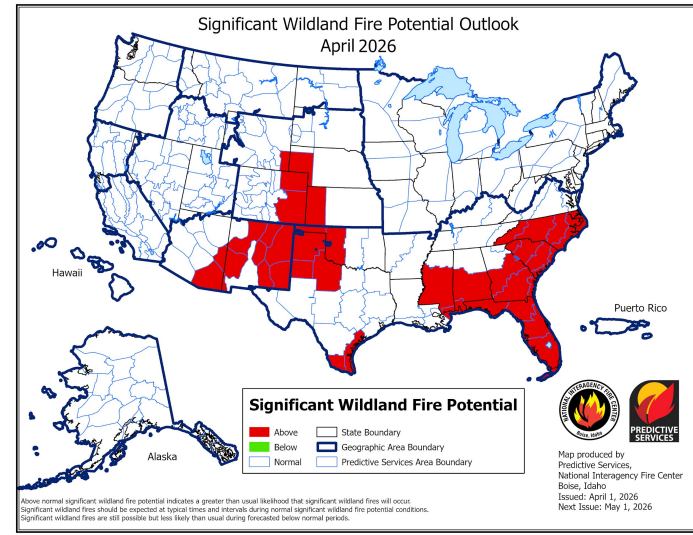 Significant Wildland Fire Potential Outlook
April 2026
Hawaii
Puerto Rico
Alaska
Significant Wildland Fire Potential
Above
State Boundary
Below
Geographic Area Boundary
Normal
Predictive Services Area Boundary
NATIONAL INTERAGENCY FIRE CENTER
Boise, Idaho
PREDICTIVE
SERVICES
Map produced by
Predictive Services,
National Interagency Fire Center
Boise, Idaho
Issued: April 1, 2026
Next Issue: May 1, 2026
Above normal significant wildland fire potential indicates a greater than usual likelihood that significant wildland fires will occur.
Significant wildland fires should be expected at typical times and intervals during normal significant wildland fire potential conditions.
Significant wildland fires are still possible but less likely than usual during forecasted below normal periods.